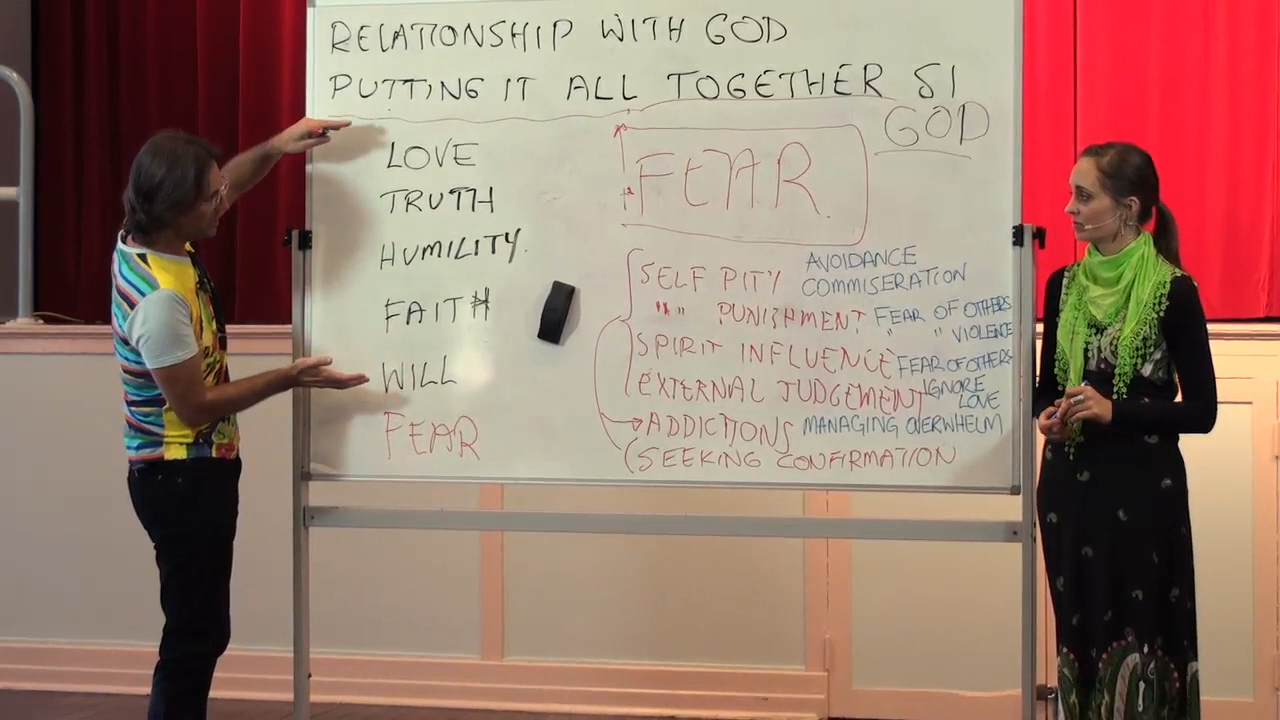 RELATIONSHIP WITH GOD
PUTTING IT ALL TOGETHER S1
GOD
LOVE
TRUTH
HUMILITY.
FAITH
WILL
FEAR
FEAR.
SELF PITY AVOIDANCE
COMMISERATION
" " PUNISHMENT FEAR OF OTHERS
" " VIOLENCE
SPIRIT INFLUENCE FEAR OF OTHERS
EXTERNAL JUDGEMENT IGNORE
LOVE
ADDICTIONS MANAGING OVERWHELM
SEEKING CONFIRMATION